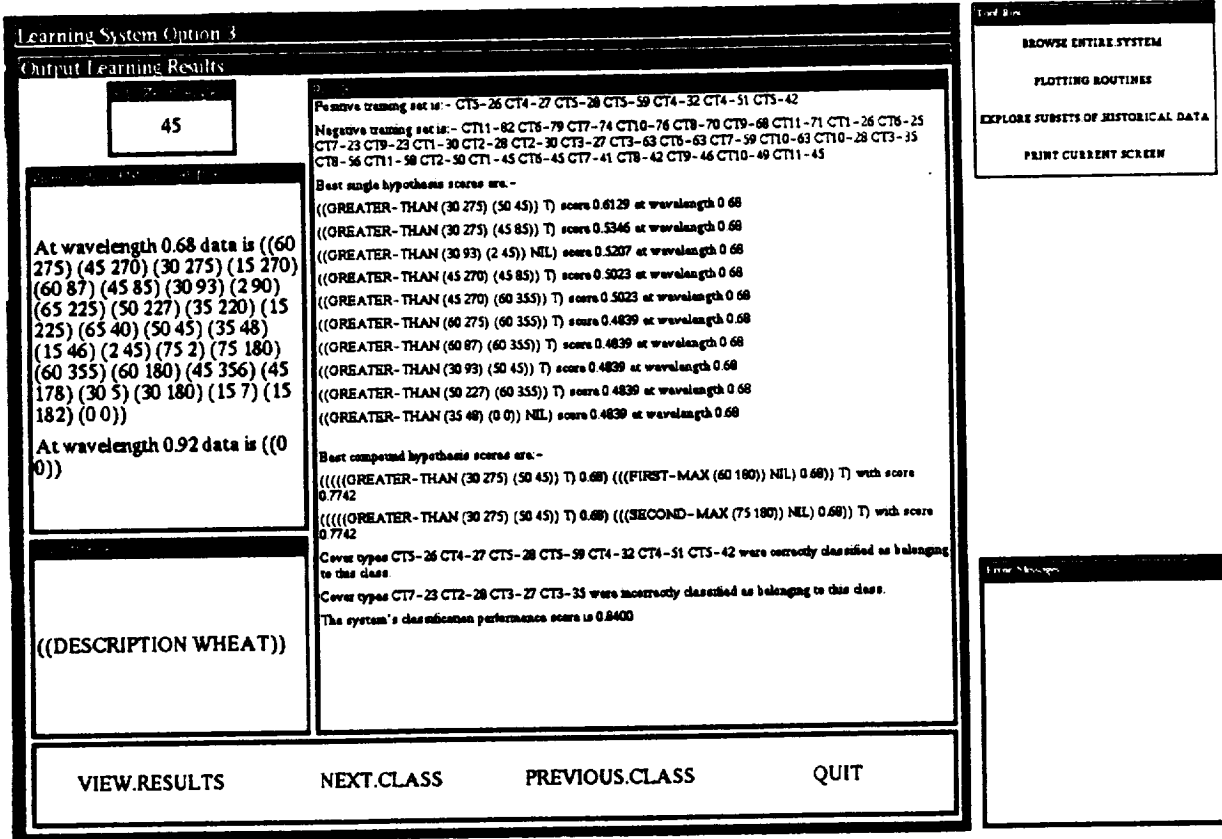 Learning System Option 3
Output Learning Results
45
At wavelength 0.68 data is ((60
275) (45 270) (30 275) (15 270)
(60 87) (45 85) (30 93) (2 90)
(65 225) (50 227) (35 220) (15
225) (65 40) (50 45) (35 48)
(15 46) (2 45) (75 2) (75 180)
(60 355) (60 180) (45 356) (45
178) (30 5) (30 180) (15 7) (15
182) (0 0))
At wavelength 0.92 data is ((0
0))
((DESCRIPTION WHEAT))
Positive training set is:- CT5-26 CT4-27 CT5-28 CT5-59 CT4-32 CT4-51 CT5-42
Negative training set is:- CT11-82 CT6-79 CT7-74 CT10-76 CT8-70 CT9-68 CT11-71 CT1-26 CT6-25
CT7-23 CT9-23 CT1-30 CT2-28 CT2-30 CT3-27 CT3-63 CT6-63 CT7-59 CT10-63 CT10-28 CT3-35
CT8-56 CT11-58 CT2-50 CT1-45 CT6-45 CT7-41 CT8-42 CT9-46 CT10-49 CT11-45
Best single hypothesis scores are:-
((GREATER-THAN (30 275) (50 45)) T) score 0.6129 at wavelength 0.68
((GREATER-THAN (30 275) (45 85)) T) score 0.5346 at wavelength 0.68
((GREATER-THAN (30 93) (2 45)) NIL) score 0.5207 at wavelength 0.68
((GREATER-THAN (45 270) (45 85)) T) score 0.5023 at wavelength 0.68
((GREATER-THAN (45 270) (60 355)) T) score 0.5023 at wavelength 0.68
((GREATER-THAN (60 275) (60 355)) T) score 0.4839 at wavelength 0.68
((GREATER-THAN (60 87) (60 355)) T) score 0.4839 at wavelength 0.68
((GREATER-THAN (30 93) (50 45)) T) score 0.4839 at wavelength 0.68
((GREATER-THAN (50 227) (60 355)) T) score 0.4839 at wavelength 0.68
((GREATER-THAN (35 48) (0 0)) NIL) score 0.4839 at wavelength 0.68
Best compound hypothesis scores are:-
(((((GREATER-THAN (30 275) (50 45)) T) 0.68) (((FIRST-MAX (60 180)) NIL) 0.68)) T) with score
0.7742
(((((GREATER-THAN (30 275) (50 45)) T) 0.68) (((SECOND-MAX (75 180)) NIL) 0.68)) T) with score
0.7742
Cover types CT5-26 CT4-27 CT5-28 CT5-59 CT4-32 CT4-51 CT5-42 were correctly classified as belonging
to this class.
Cover types CT7-23 CT2-28 CT3-27 CT3-35 were incorrectly classified as belonging to this class.
The system's classification performance score is 0.8400
VIEW.RESULTS NEXT.CLASS PREVIOUS.CLASS QUIT
Tool Box
BROWSE ENTIRE.SYSTEM
PLOTTING ROUTINES
EXPLORE SUBSETS OF.HISTORICAL DATA
PRINT CURRENT SCREEN
Error Messages